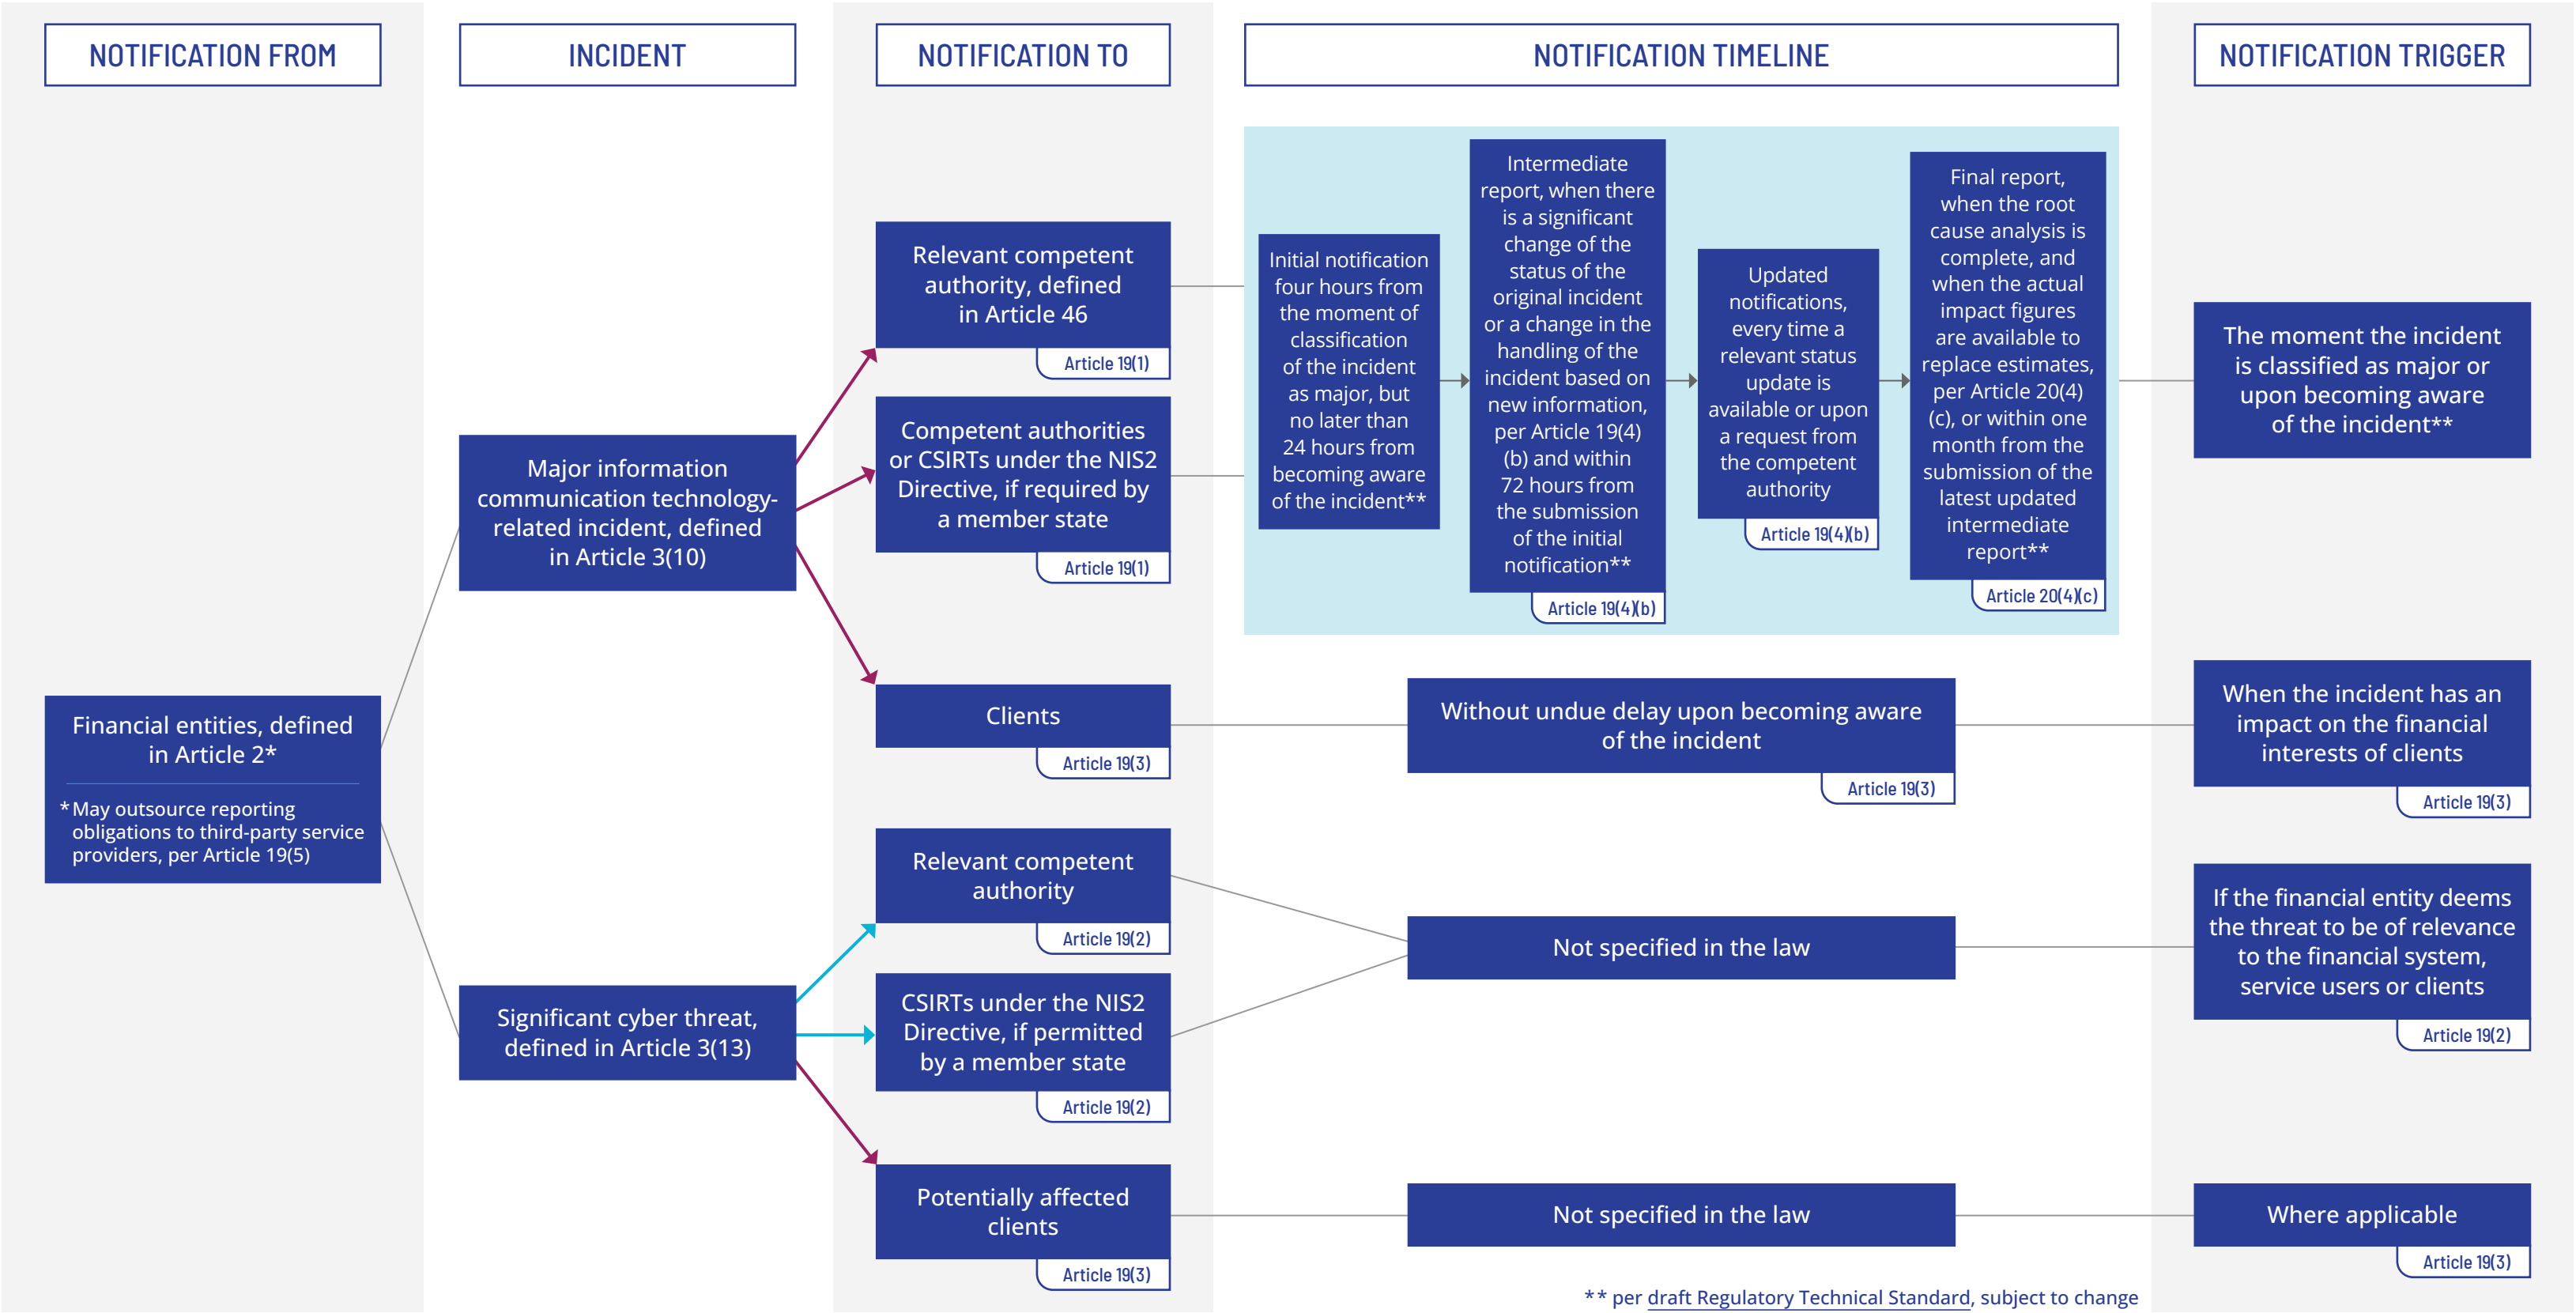 NOTIFICATION FROM
INCIDENT
NOTIFICATION TO
NOTIFICATION TIMELINE
NOTIFICATION TRIGGER
Financial entities, defined
in Article 2*
* May outsource reporting
obligations to third-party service
providers, per Article 19(5)
Major information
communication technology-
related incident, defined
in Article 3(10)
Relevant competent
authority, defined
in Article 46
Article 19(1)
Competent authorities
or CSIRTs under the NIS2
Directive, if required by
a member state
Article 19(1)
Initial notification
four hours from
the moment of
classification
of the incident
as major, but
no later than
24 hours from
becoming aware
of the incident**
Intermediate
report, when there
is a significant
change of the
status of the
original incident
or a change in the
handling of the
incident based on
new information,
per Article 19(4)
(b) and within
72 hours from
the submission
of the initial
notification**
Article 19(4)(b)
Updated
notifications,
every time a
relevant status
update is
available or upon
a request from
the competent
authority
Article 19(4)(b)
Final report,
when the root
cause analysis is
complete, and
when the actual
impact figures
are available to
replace estimates,
per Article 20(4)
(c), or within one
month from the
submission of the
latest updated
intermediate
report**
Article 20(4)(c)
The moment the incident
is classified as major or
upon becoming aware
of the incident**
Clients
Article 19(3)
Without undue delay upon becoming aware
of the incident
Article 19(3)
When the incident has an
impact on the financial
interests of clients
Article 19(3)
Significant cyber threat,
defined in Article 3(13)
Relevant competent
authority
Article 19(2)
CSIRTs under the NIS2
Directive, if permitted
by a member state
Article 19(2)
Not specified in the law
If the financial entity deems
the threat to be of relevance
to the financial system,
service users or clients
Article 19(2)
Potentially affected
clients
Article 19(3)
Not specified in the law
Where applicable
Article 19(3)
** per draft Regulatory Technical Standard, subject to change